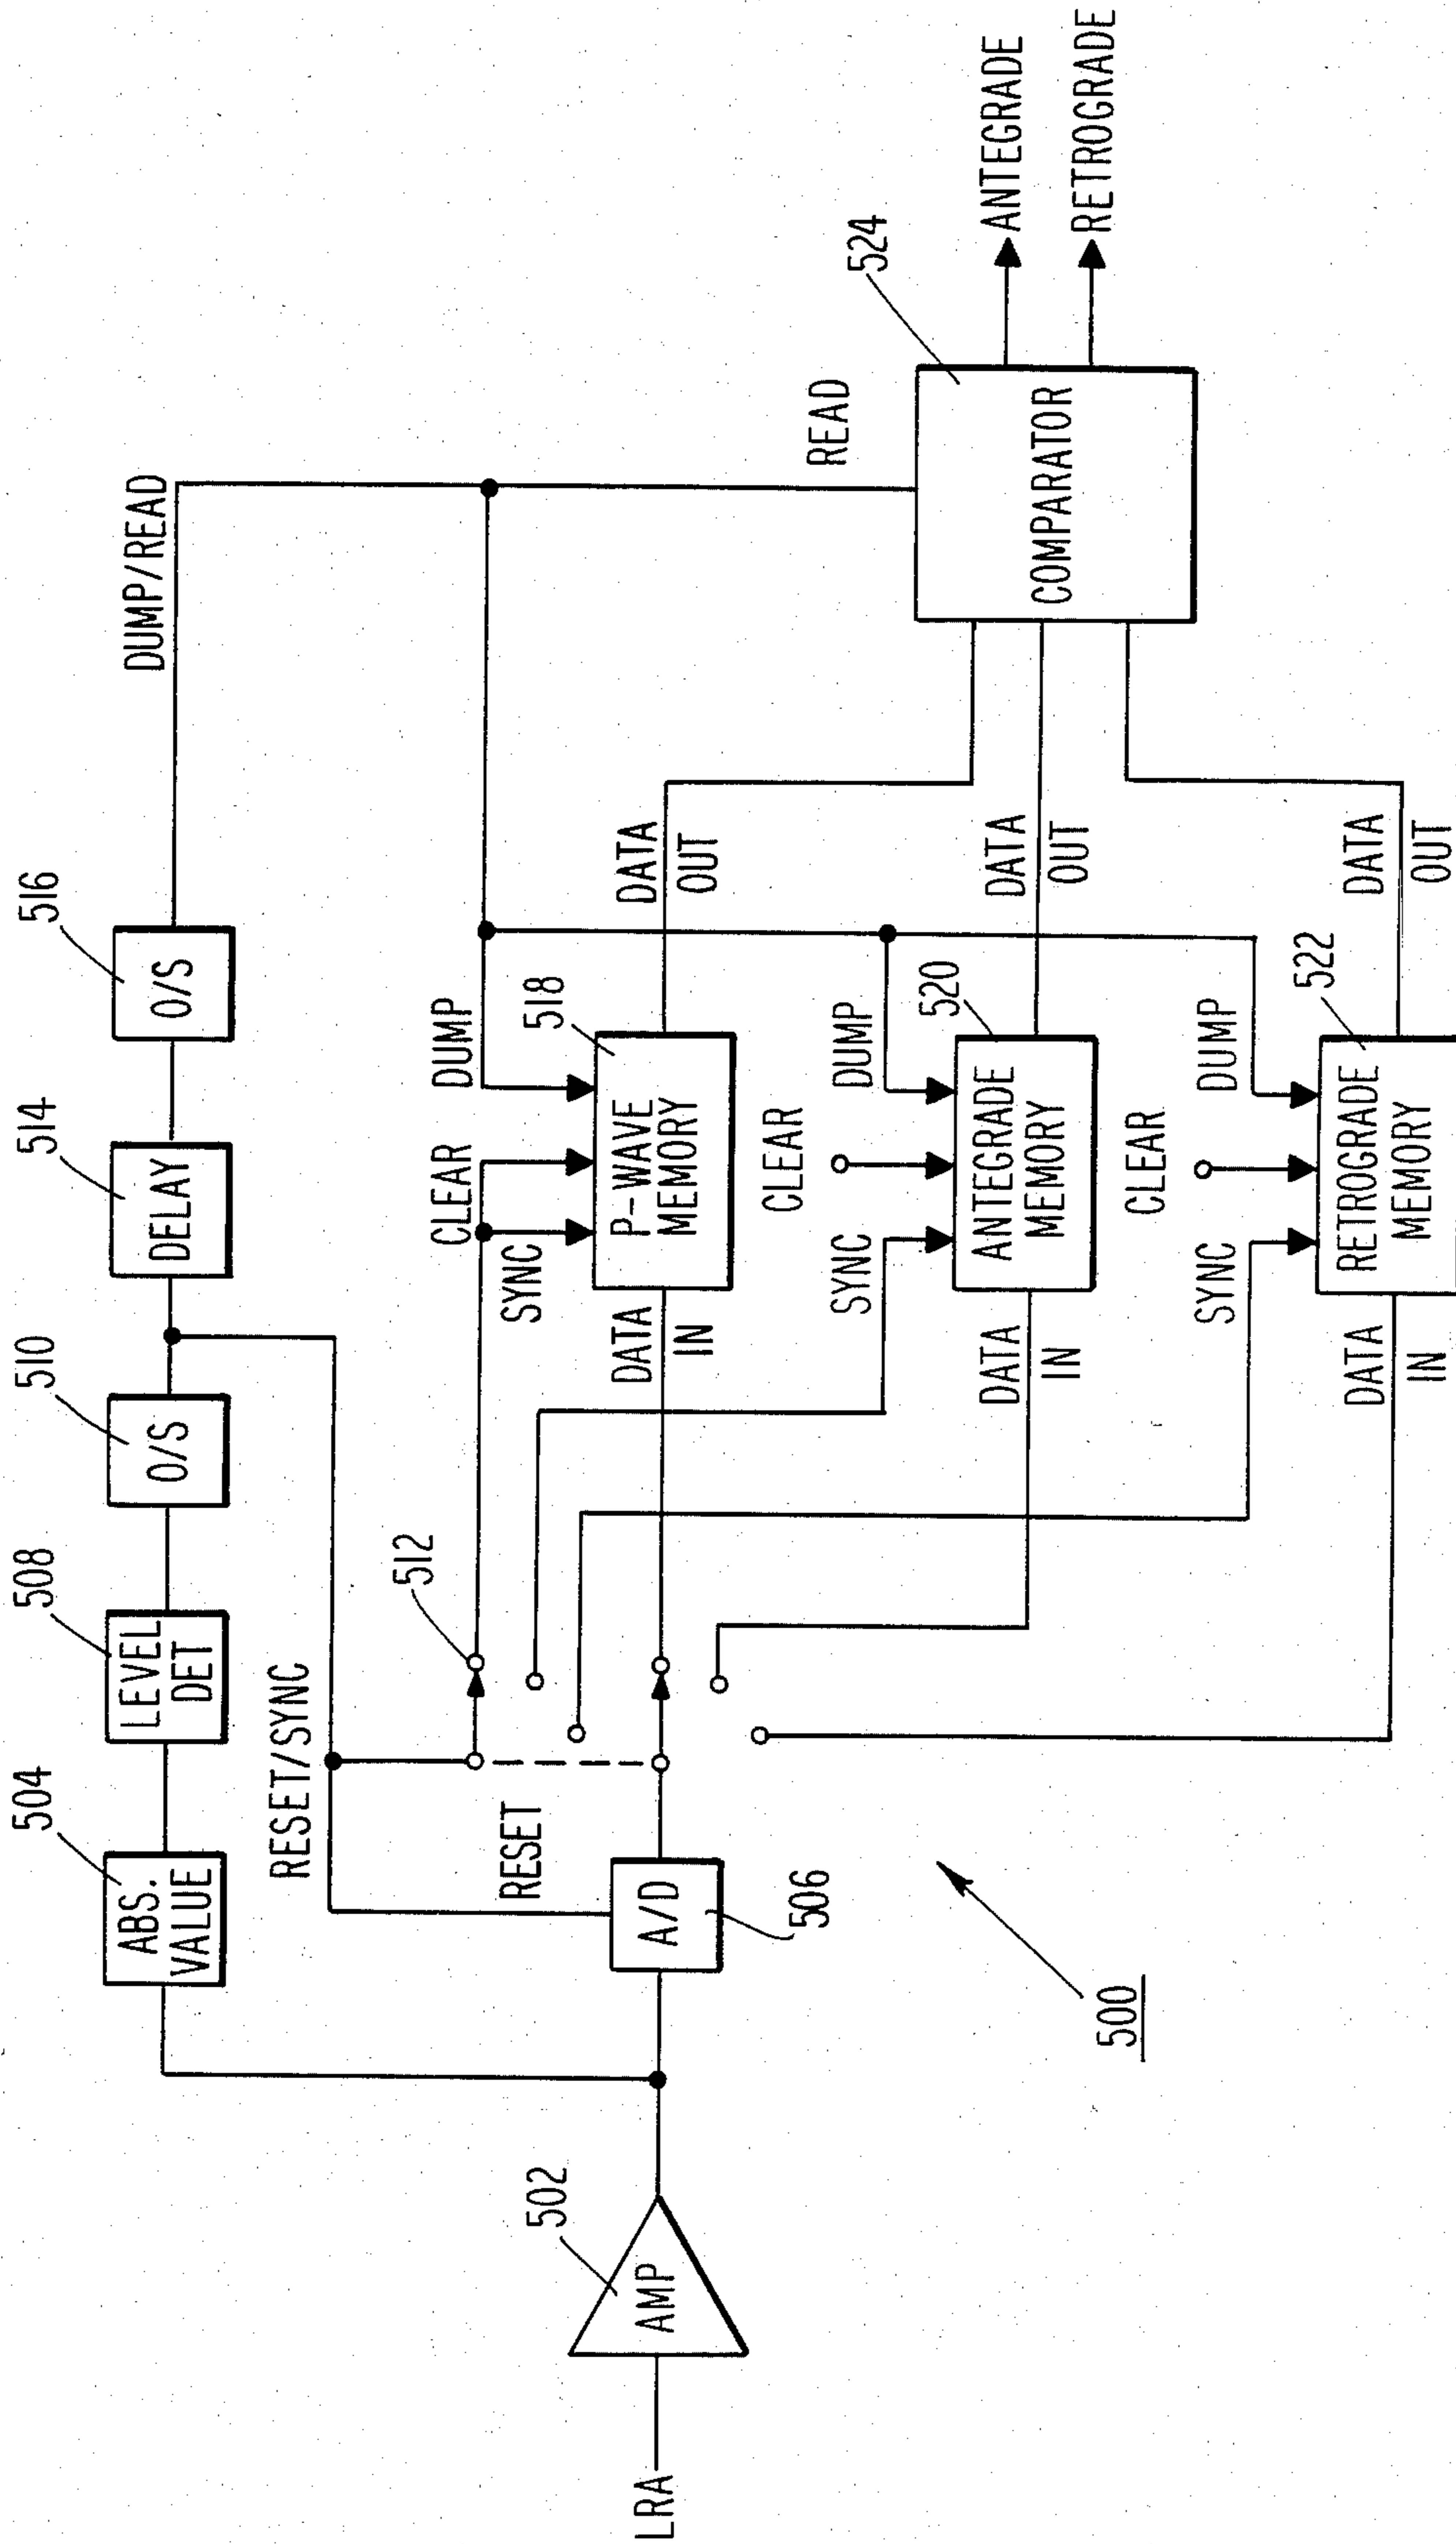 504
ABS.
VALUE
508
LEVEL
DET
510
O/S
514
DELAY
516
O/S
DUMP/READ
RESET/SYNC
RESET
512
LRA
502
AMP
A/D
506
CLEAR
DUMP
SYNC
518
P-WAVE
MEMORY
DATA
IN
DATA
OUT
CLEAR
SYNC
DUMP
520
ANTEGRADE
MEMORY
DATA
IN
DATA
OUT
CLEAR
SYNC
DUMP
522
RETROGRADE
MEMORY
DATA
IN
DATA
OUT
READ
524
COMPARATOR
ANTEGRADE
RETROGRADE
500